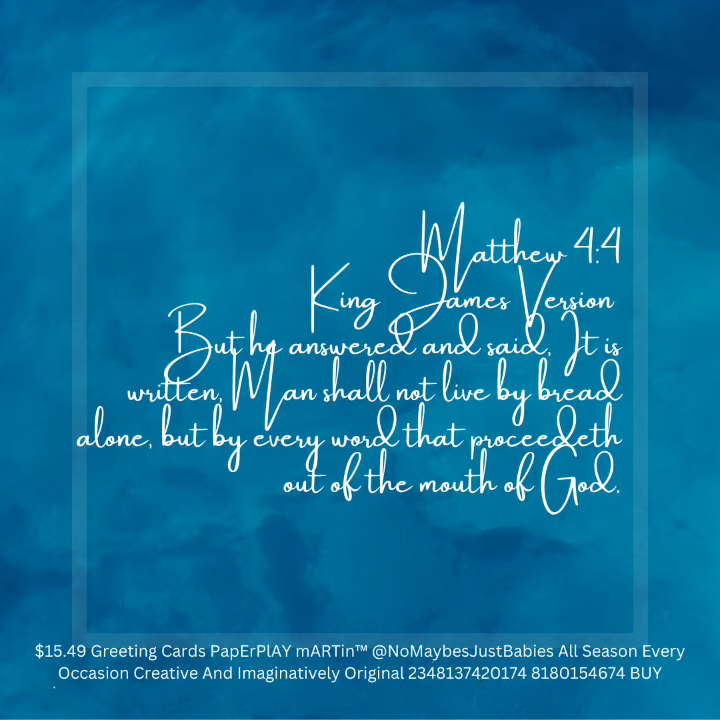 Matthew 4:4
King James Version
But he answered and said, It is
written, Man shall not live by bread
alone, but by every word that proceedeth
out of the mouth of God.
$15.49 Greeting Cards PapErPlAY mARTin™ @NoMaybesJustBabies All Season Every
Occasion Creative And Imaginatively Original 2348137420174 8180154674 BUY